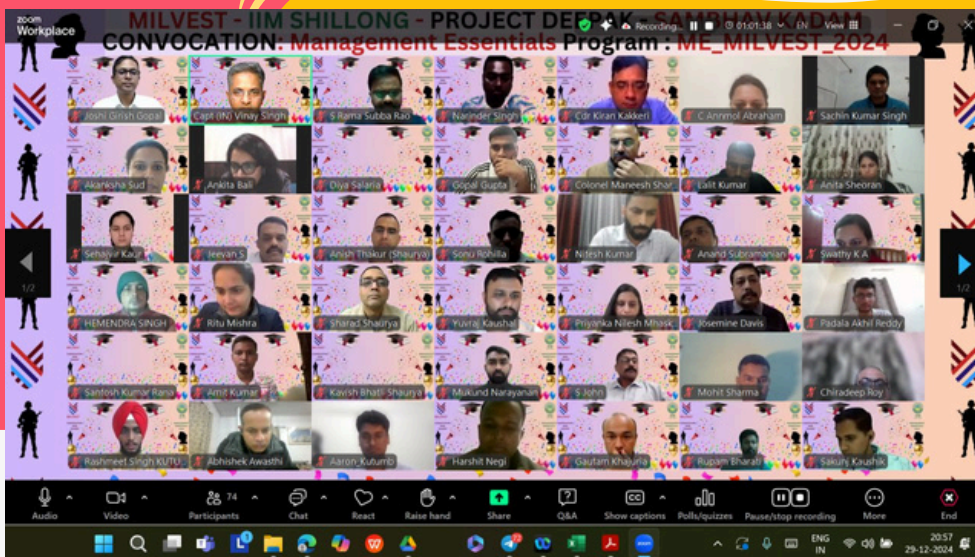 MILVEST - IIM SHILLONG - PROJECT DEEPAK
CONVOCATION: Management Essentials Program : ME_MILVEST_2024
zoom
Workplace
Recording...
01:01:38
EN
View
Joshi Girish Gopal
Capt (IN) Vinay Singh
S Rama Subba Rao
Narinder Singh
Cdr Kiran Kakkeri
C Annmol Abraham
Sachin Kumar Singh
Akanksha Sud
Ankita Bali
Diya Salaria
Gopal Gupta
Colonel Maneesh Shar
Lalit Kumar
Anita Sheoran
Sehajvir Kaur
Jeevan S
Anish Thakur (Shaurya)
Sonu Rohilla
Nitesh Kumar
Anand Subramanian
Swathy K A
1/2
1/2
HEMENDRA SINGH
Ritu Mishra
Sharad Shaurya
Yuvraj Kaushal
Priyanka Nilesh Mhask
Josemine Davis
Padala Akhil Reddy
Santosh Kumar Rana
Amit Kumar
Kavish Bhati Shaurya
Mukund Narayanan
S John
Mohit Sharma
Chiradeep Roy
Rashmeet Singh KUTU
Abhishek Awasthi
Aaron_Kutumb
Harshit Negi
Gautam Khajuria
Rupam Bharati
Sakunj Kaushik
Audio
Video
74
Participants
Chat
React
Raise hand
Share
Q&A
CC
Show captions
Polls/quizzes
Pause/stop recording
More
End
ENG
IN
20:57
29-12-2024